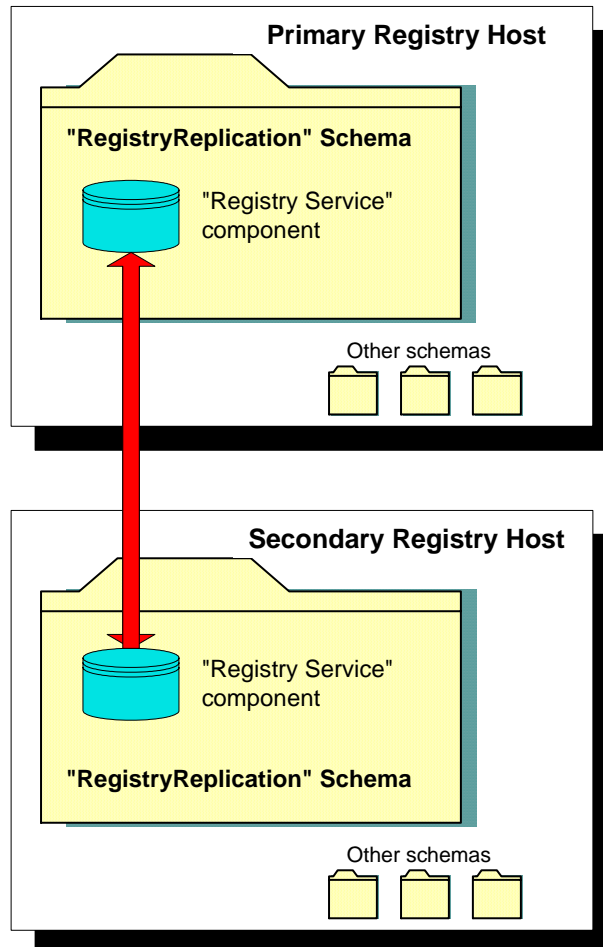 Primary Registry Host
"RegistryReplication" Schema
"Registry Service"
component
Other schemas
Secondary Registry Host
"Registry Service"
component
"RegistryReplication" Schema
Other schemas